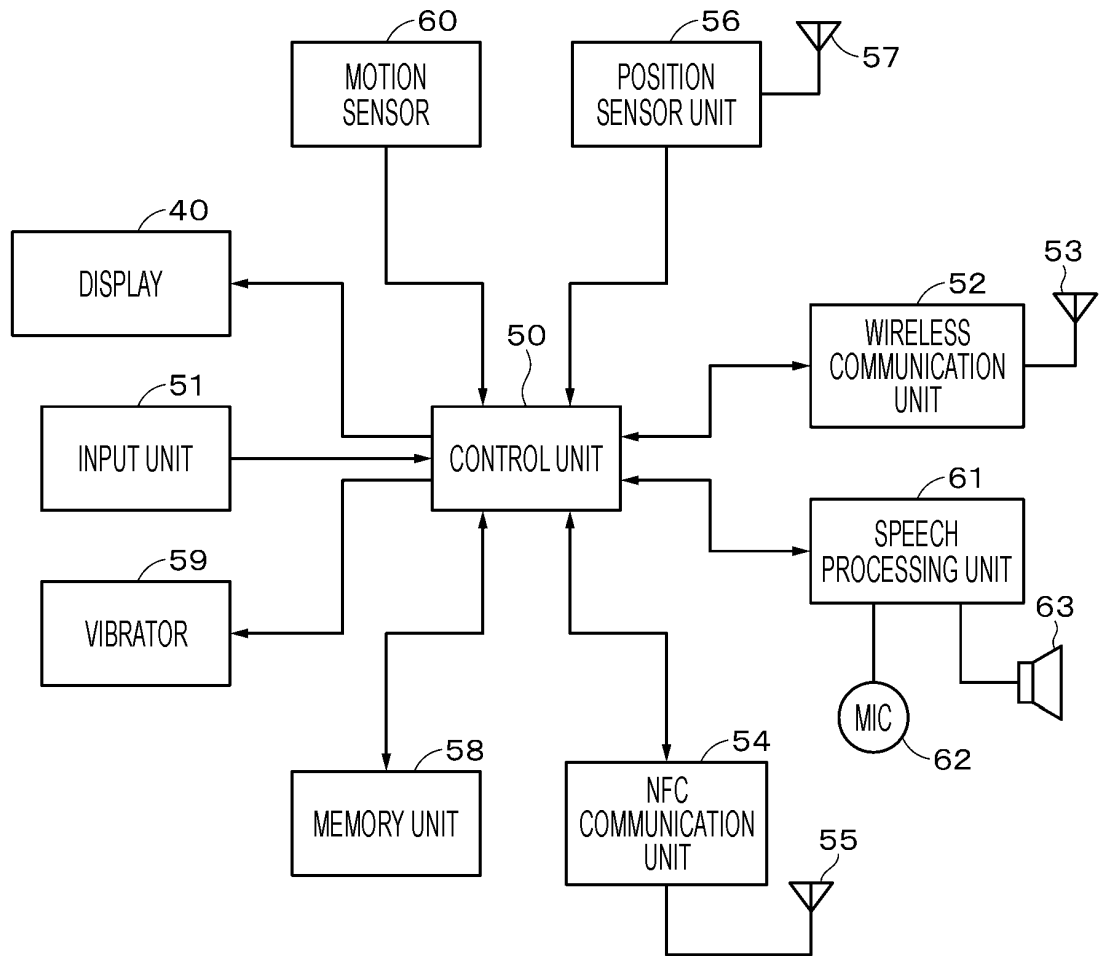 60
MOTION
SENSOR
56
POSITION
SENSOR UNIT
57
40
DISPLAY
53
52
WIRELESS
COMMUNICATION
UNIT
50
CONTROL UNIT
51
INPUT UNIT
61
SPEECH
PROCESSING UNIT
59
VIBRATOR
63
MIC
62
58
MEMORY UNIT
54
NFC
COMMUNICATION
UNIT
55